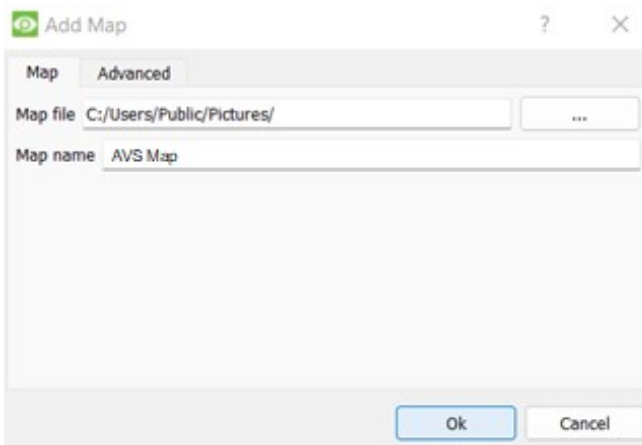 Add Map
Map Advanced
Map file C:/Users/Public/Pictures/ ...
Map name AVS Map
Ok Cancel